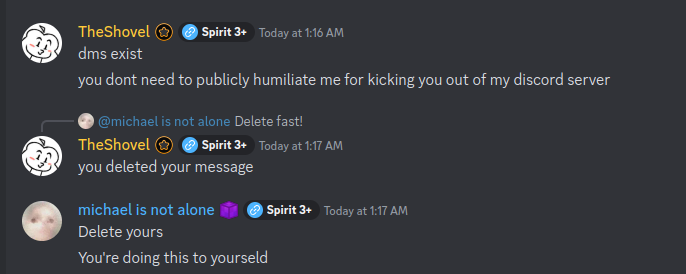 TheShovel Spirit 3+ Today at 1:16 AM
dms exist
you dont need to publicly humiliate me for kicking you out of my discord server
@michael is not alone Delete fast!
TheShovel Spirit 3+ Today at 1:17 AM
you deleted your message
michael is not alone Spirit 3+ Today at 1:17 AM
Delete yours
You're doing this to yourseld